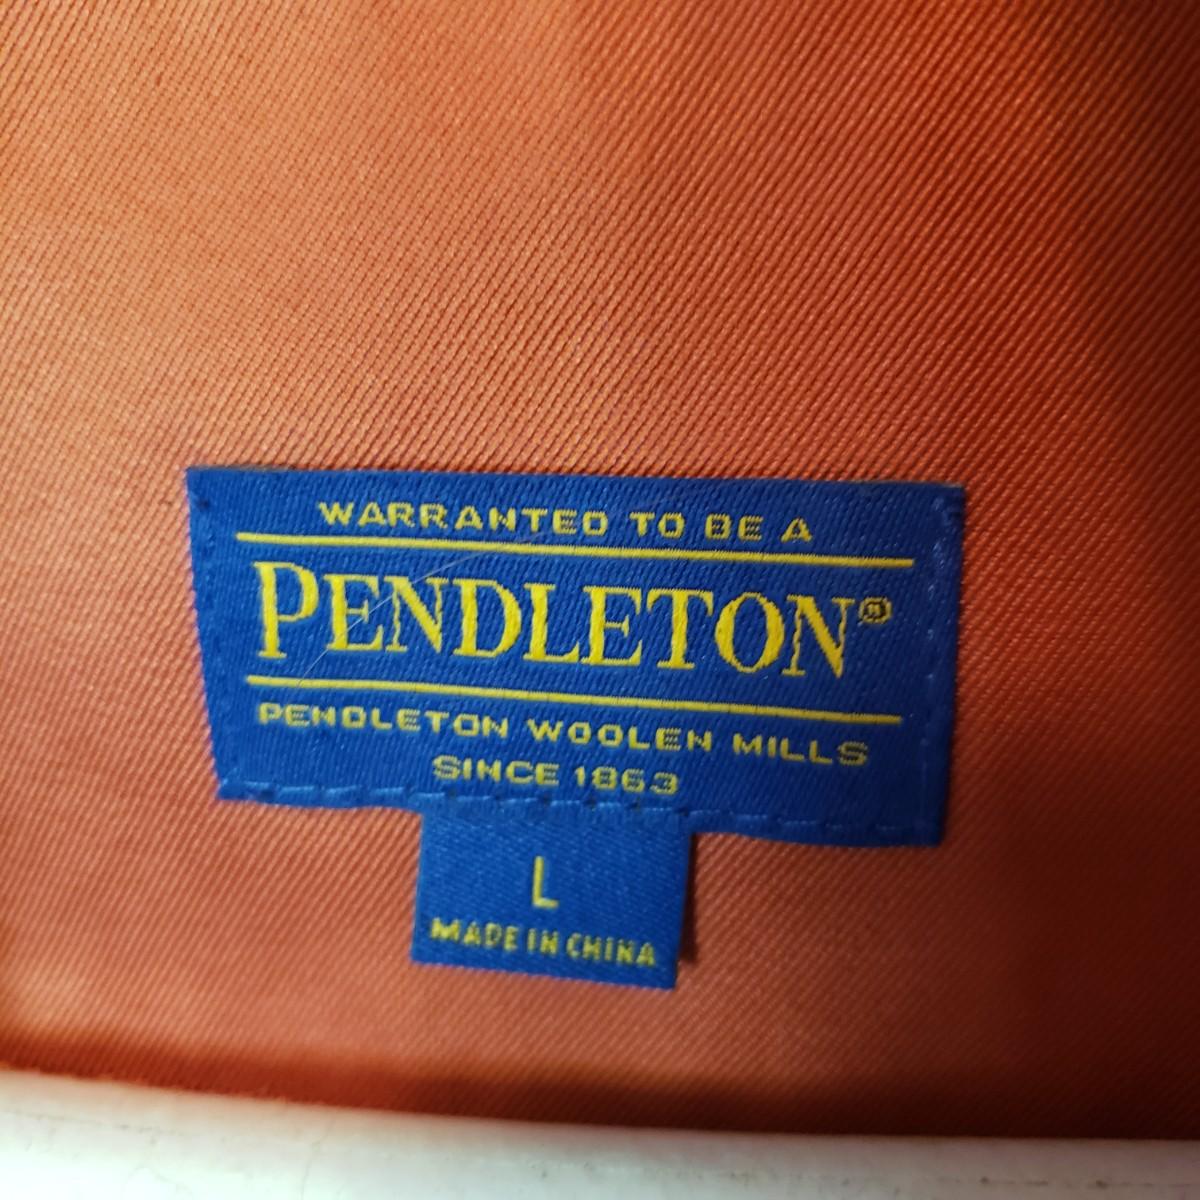 WARRANTED TO BE A
PENDLETON®
PENDLETON WOOLEN MILLS
SINCE 1863
L
MADE IN CHINA